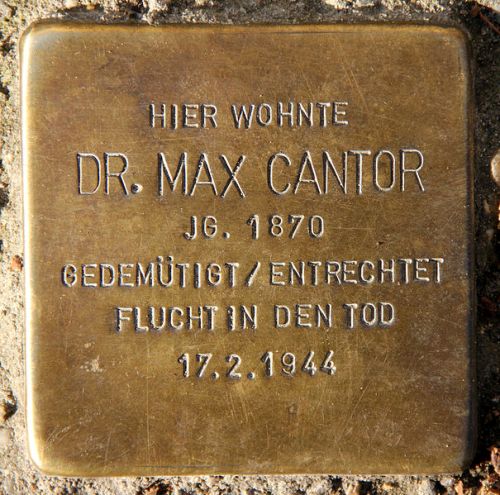 HIER WOHNTE
DR. MAX CANTOR
JG. 1870
GEDEMÜTIGT/ENTRECHTET
FLUCHT IN DEN TOD
17.2.1944